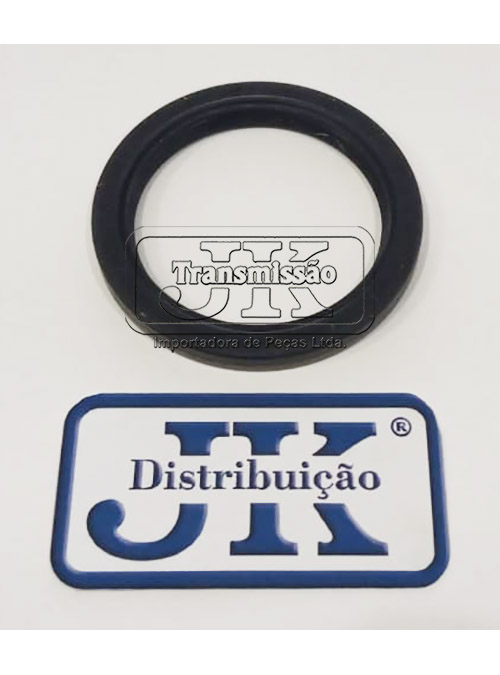 JK
Transmissão
Importadora de Peças Ltda.
JK
Distribuição
®